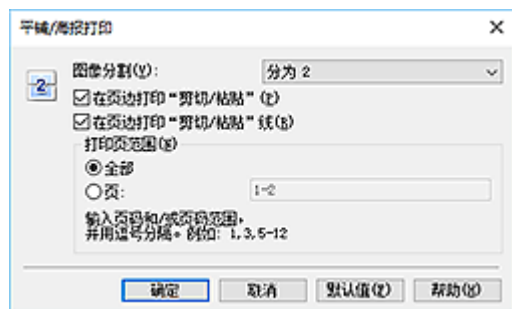 平铺/海报打印
2
图像分割(V):
分为 2
在页边打印“剪切/粘贴”(P)
在页边打印“剪切/粘贴”线(R)
打印页范围(N)
全部
页:
1-2
输入页码和/或页码范围,
并用逗号分隔。例如: 1,3,5-12
确定
取消
默认值(Z)
帮助(H)